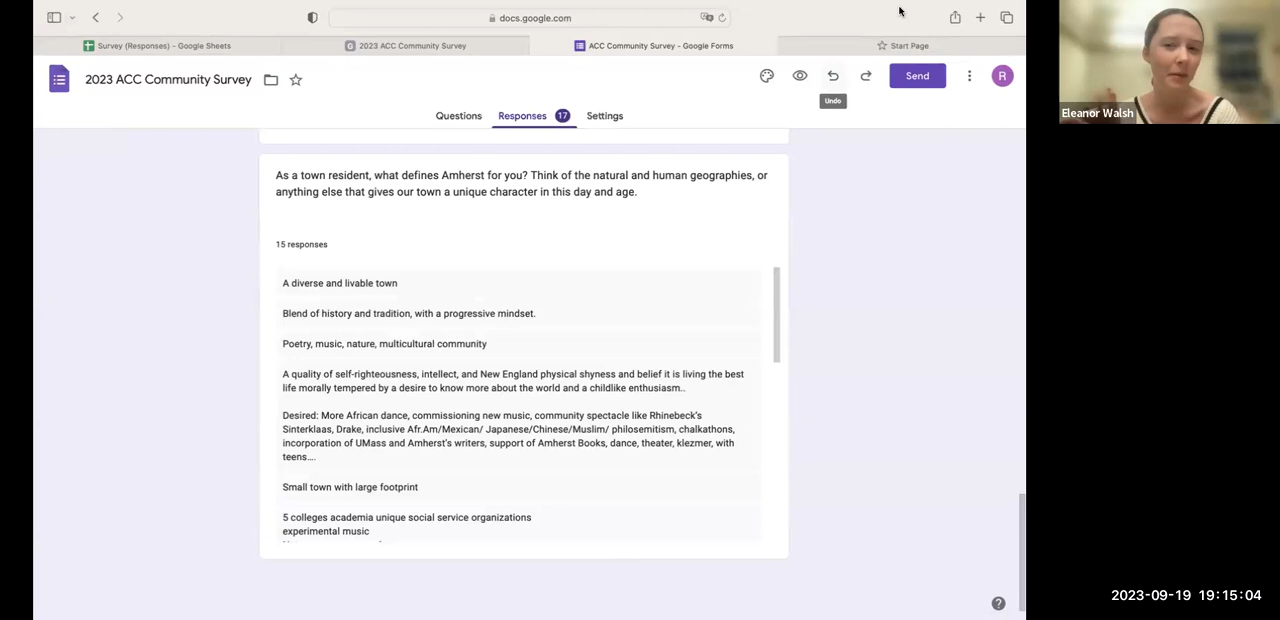 docs.google.com
Survey (Responses) - Google Sheets
G
2023 ACC Community Survey
ACC Community Survey - Google Forms
Start Page
2023 ACC Community Survey
Send
R
Undo
Questions
Responses 17
Settings
As a town resident, what defines Amherst for you? Think of the natural and human geographies, or
anything else that gives our town a unique character in this day and age.
15 responses
A diverse and livable town
Blend of history and tradition, with a progressive mindset.
Poetry, music, nature, multicultural community
A quality of self-righteousness, intellect, and New England physical shyness and belief it is living the best
life morally tempered by a desire to know more about the world and a childlike enthusiasm..
Desired: More African dance, commissioning new music, community spectacle like Rhinebeck's
Sinterklaas, Drake, inclusive Afr.Am/Mexican/ Japanese/Chinese/Muslim/ philosemitism, chalkathons,
incorporation of UMass and Amherst's writers, support of Amherst Books, dance, theater, klezmer, with
teens....
Small town with large footprint
5 colleges academia unique social service organizations
experimental music
Eleanor Walsh
2023-09-19 19:15:04